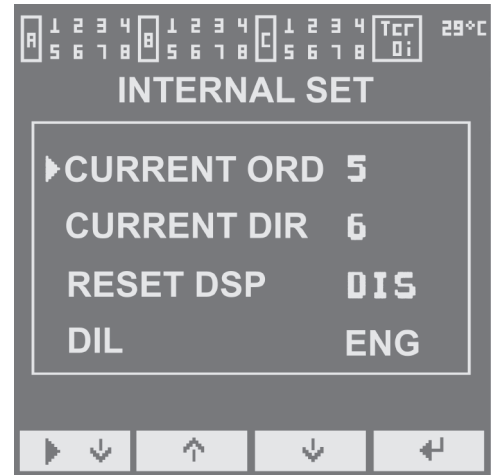 A 1 2 3 4 B 1 2 3 4 C 1 2 3 4 Tcr 29°C
5 6 7 8 5 6 7 8 5 6 7 8 0i
INTERNAL SET
CURRENT ORD 5
CURRENT DIR 6
RESET DSP DIS
DIL ENG